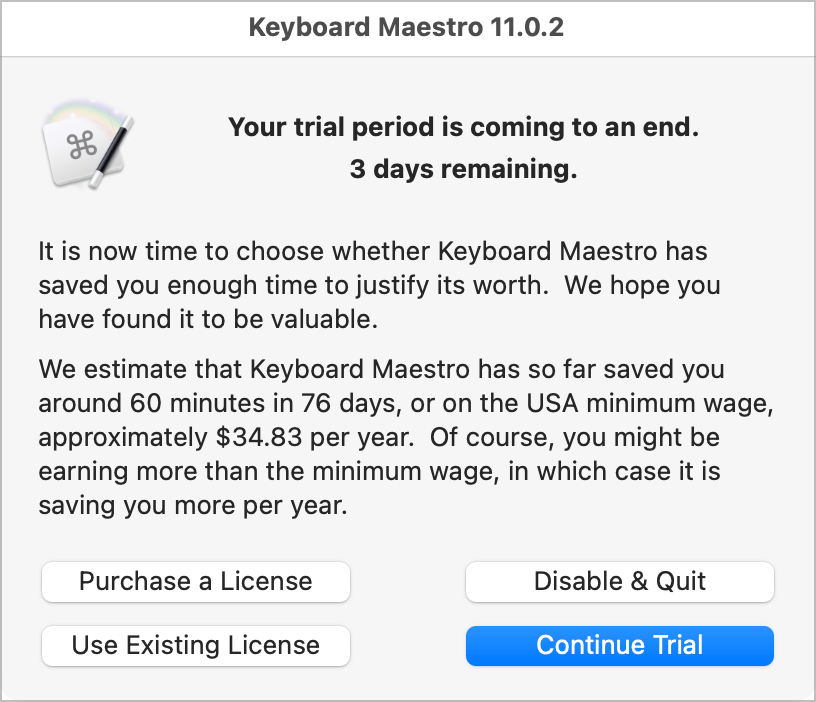 Keyboard Maestro 11.0.2
Your trial period is coming to an end.
3 days remaining.
It is now time to choose whether Keyboard Maestro has
saved you enough time to justify its worth.  We hope you
have found it to be valuable.
We estimate that Keyboard Maestro has so far saved you
around 60 minutes in 76 days, or on the USA minimum wage,
approximately $34.83 per year.  Of course, you might be
earning more than the minimum wage, in which case it is
saving you more per year.
Purchase a License
Disable & Quit
Use Existing License
Continue Trial